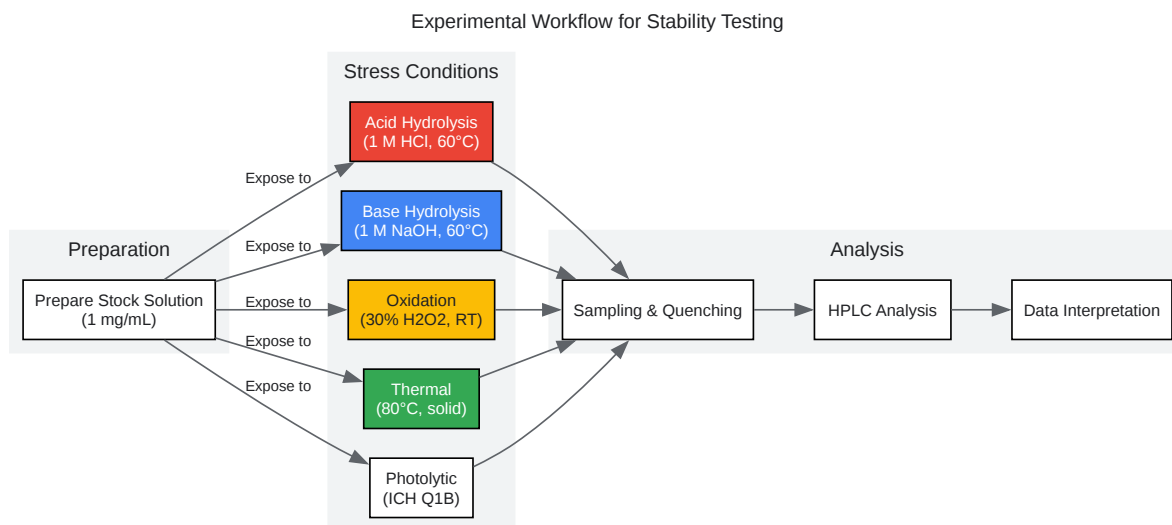 Experimental Workflow for Stability Testing
Stress Conditions
Acid Hydrolysis
(1 M HCl, 60°C)
Expose to
Base Hydrolysis
(1 M NaOH, 60°C)
Expose to
Preparation
Prepare Stock Solution
(1 mg/mL)
Expose to
Oxidation
(30% H2O2, RT)
Expose to
Thermal
(80°C, solid)
Expose to
Photolytic
(ICH Q1B)
Analysis
Sampling & Quenching
HPLC Analysis
Data Interpretation